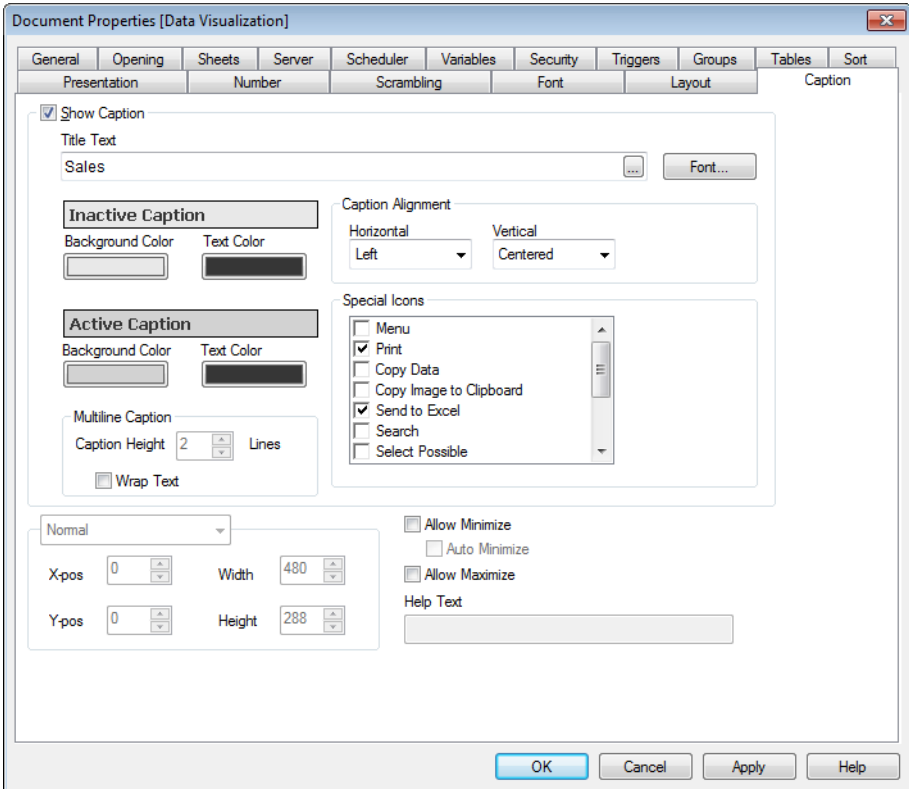 Document Properties [Data Visualization]
General Opening Sheets Server Scheduler Variables Security Triggers Groups Tables Sort
Presentation Number Scrambling Font Layout Caption
Show Caption
Title Text
Sales ... Font...
Inactive Caption
Background Color Text Color
Caption Alignment
Horizontal Vertical
Left Centered
Active Caption
Background Color Text Color
Special Icons
Menu
Print
Copy Data
Copy Image to Clipboard
Send to Excel
Search
Select Possible
Multiline Caption
Caption Height 2 Lines
Wrap Text
Normal
X-pos 0 Width 480
Y-pos 0 Height 288
Allow Minimize
Auto Minimize
Allow Maximize
Help Text
OK Cancel Apply Help